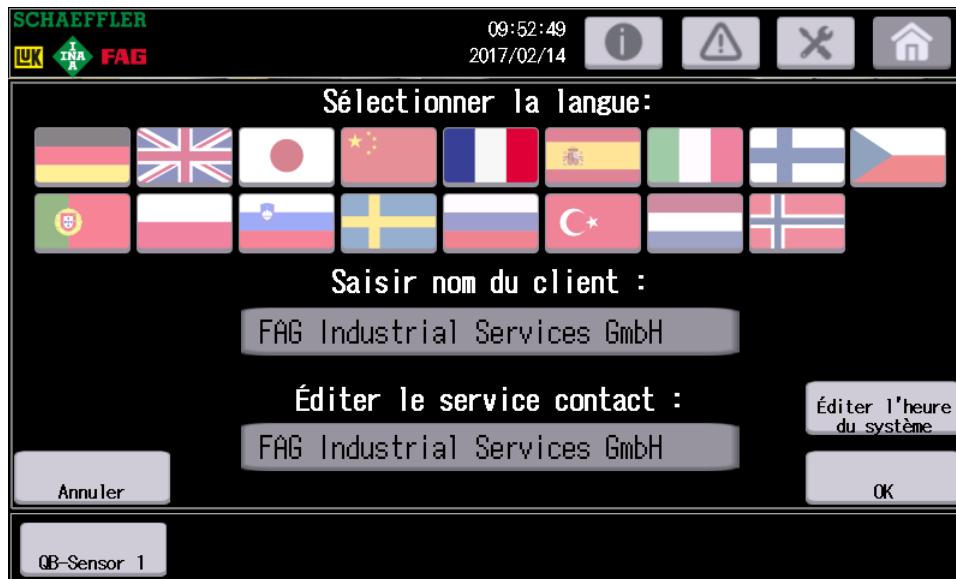 SCHAEFFLER
LUK INA FAG
09:52:49
2017/02/14
Sélectionner la langue:
Saisir nom du client :
FAG Industrial Services GmbH
Éditer le service contact :
FAG Industrial Services GmbH
Éditer l'heure
du système
Annuler
OK
QB-Sensor 1